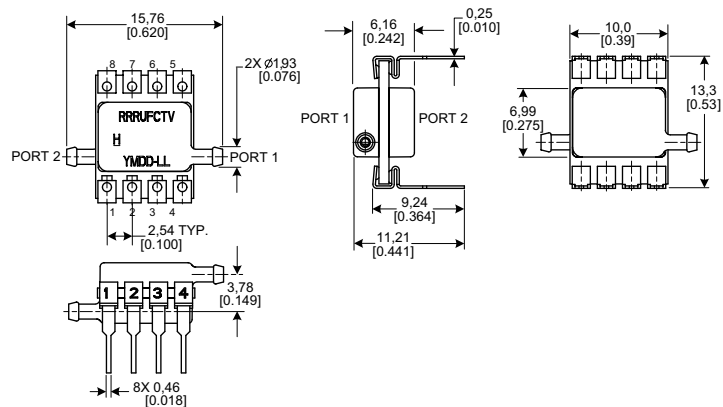 15,76
[0.620]
8 7 6 5
2X Ø1,93
[0.076]
RRRUFCTV
H
YMDD-LL
PORT 2
PORT 1
1 2 3 4
2,54 TYP.
[0.100]
6,16
[0.242]
0,25
[0.010]
PORT 1
PORT 2
9,24
[0.364]
11,21
[0.441]
10,0
[0.39]
6,99
[0.275]
13,3
[0.53]
1 2 3 4
3,78
[0.149]
8X 0,46
[0.018]